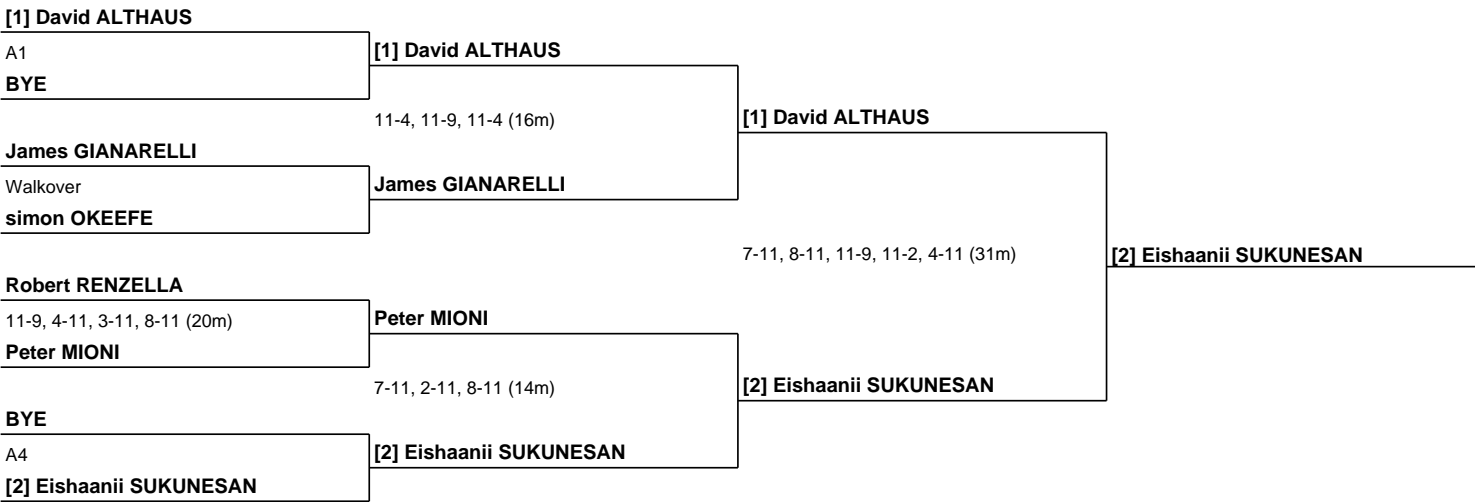 [1] David ALTHAUS
A1
BYE
[1] David ALTHAUS
11-4, 11-9, 11-4 (16m)
James GIANARELLI
Walkover
simon OKEEFE
James GIANARELLI
[1] David ALTHAUS
7-11, 8-11, 11-9, 11-2, 4-11 (31m)
[2] Eishaanii SUKUNESAN
Robert RENZELLA
11-9, 4-11, 3-11, 8-11 (20m)
Peter MIONI
Peter MIONI
7-11, 2-11, 8-11 (14m)
[2] Eishaanii SUKUNESAN
BYE
A4
[2] Eishaanii SUKUNESAN
[2] Eishaanii SUKUNESAN